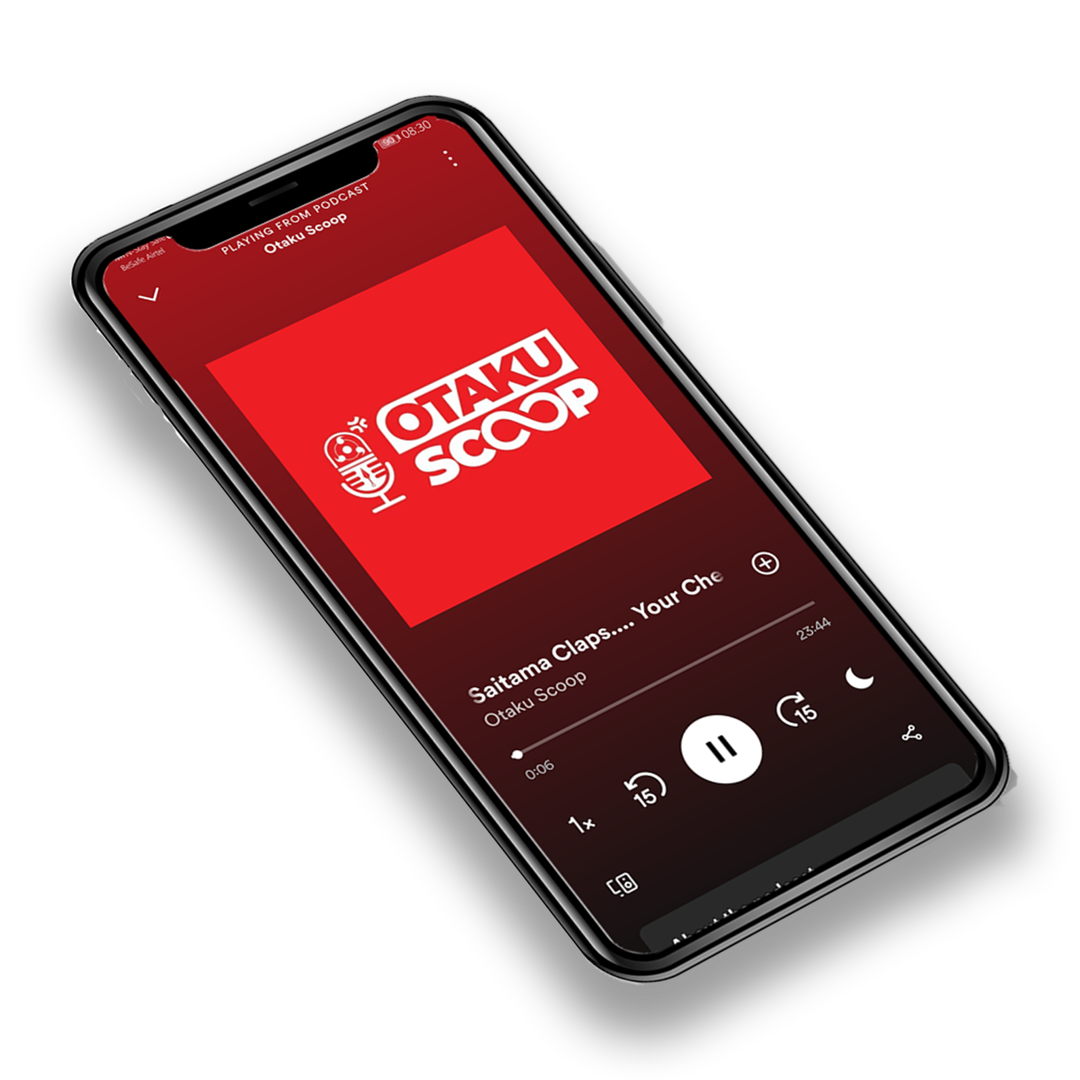 90 08:30
BeSafe Airtel
PLAYING FROM PODCAST
Otaku Scoop
OTAKU
SCOOP
Saitama Claps.... Your Che
Otaku Scoop
0:06
23:44
1x
15
15